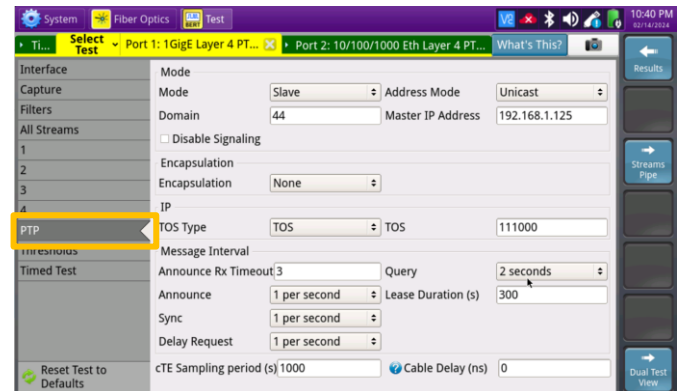 System Fiber Optics Test 10:40 PM
02/14/2024
Ti... Select Test Port 1: 1GigE Layer 4 PT... Port 2: 10/100/1000 Eth Layer 4 PT... What's This?
Results
Interface
Capture
Filters
All Streams
1
2
3
4
PTP
Thresholds
Timed Test
Reset Test to Defaults
Mode
Mode Slave Address Mode Unicast
Domain 44 Master IP Address 192.168.1.125
Disable Signaling
Encapsulation
Encapsulation None
IP
TOS Type TOS TOS 111000
Message Interval
Announce Rx Timeout 3 Query 2 seconds
Announce 1 per second Lease Duration (s) 300
Sync 1 per second
Delay Request 1 per second
cTE Sampling period (s) 1000 Cable Delay (ns) 0
Streams
Pipe
Dual Test
View